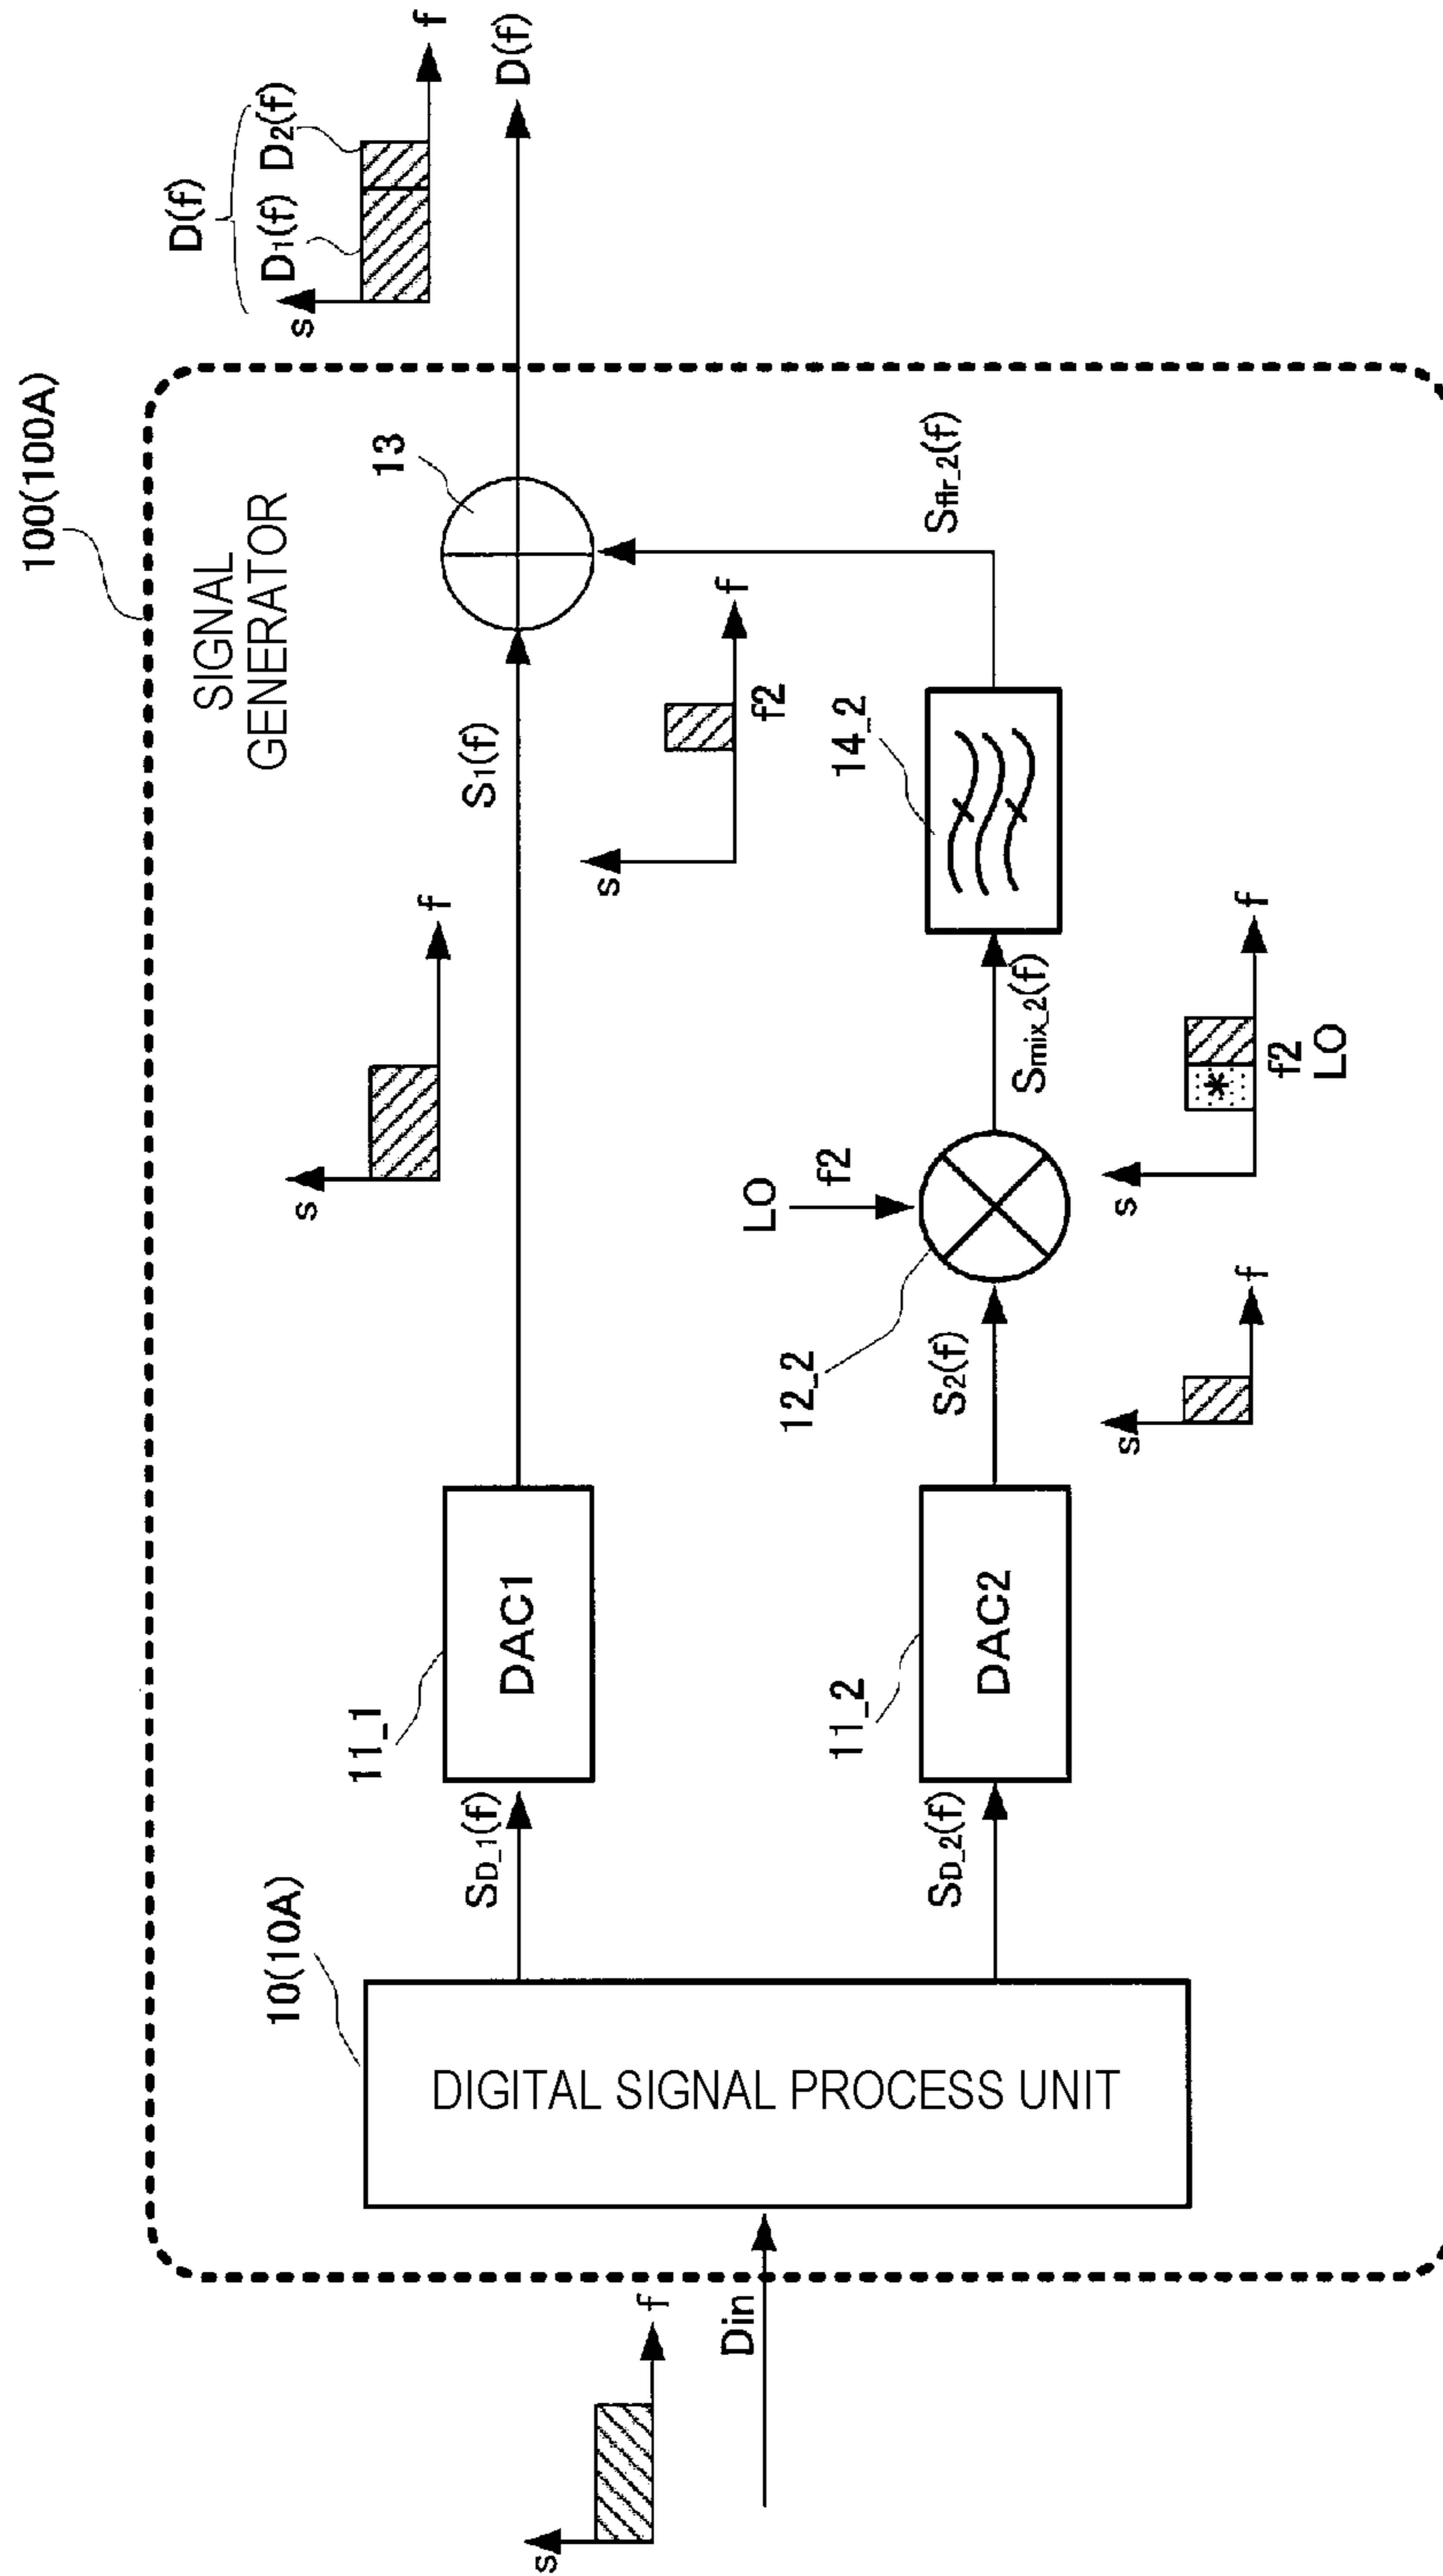 100(100A)
SIGNAL
GENERATOR
s
f
Din
10(10A)
DIGITAL SIGNAL PROCESS UNIT
SD_1(f)
11_1
DAC1
s
f
S1(f)
13
SD_2(f)
11_2
DAC2
S2(f)
s
f
12_2
LO
f2
Smix_2(f)
s
*
f2
LO
f
14_2
s
f2
f
Sflr_2(f)
D(f)
D1(f)
D2(f)
s
f
D(f)